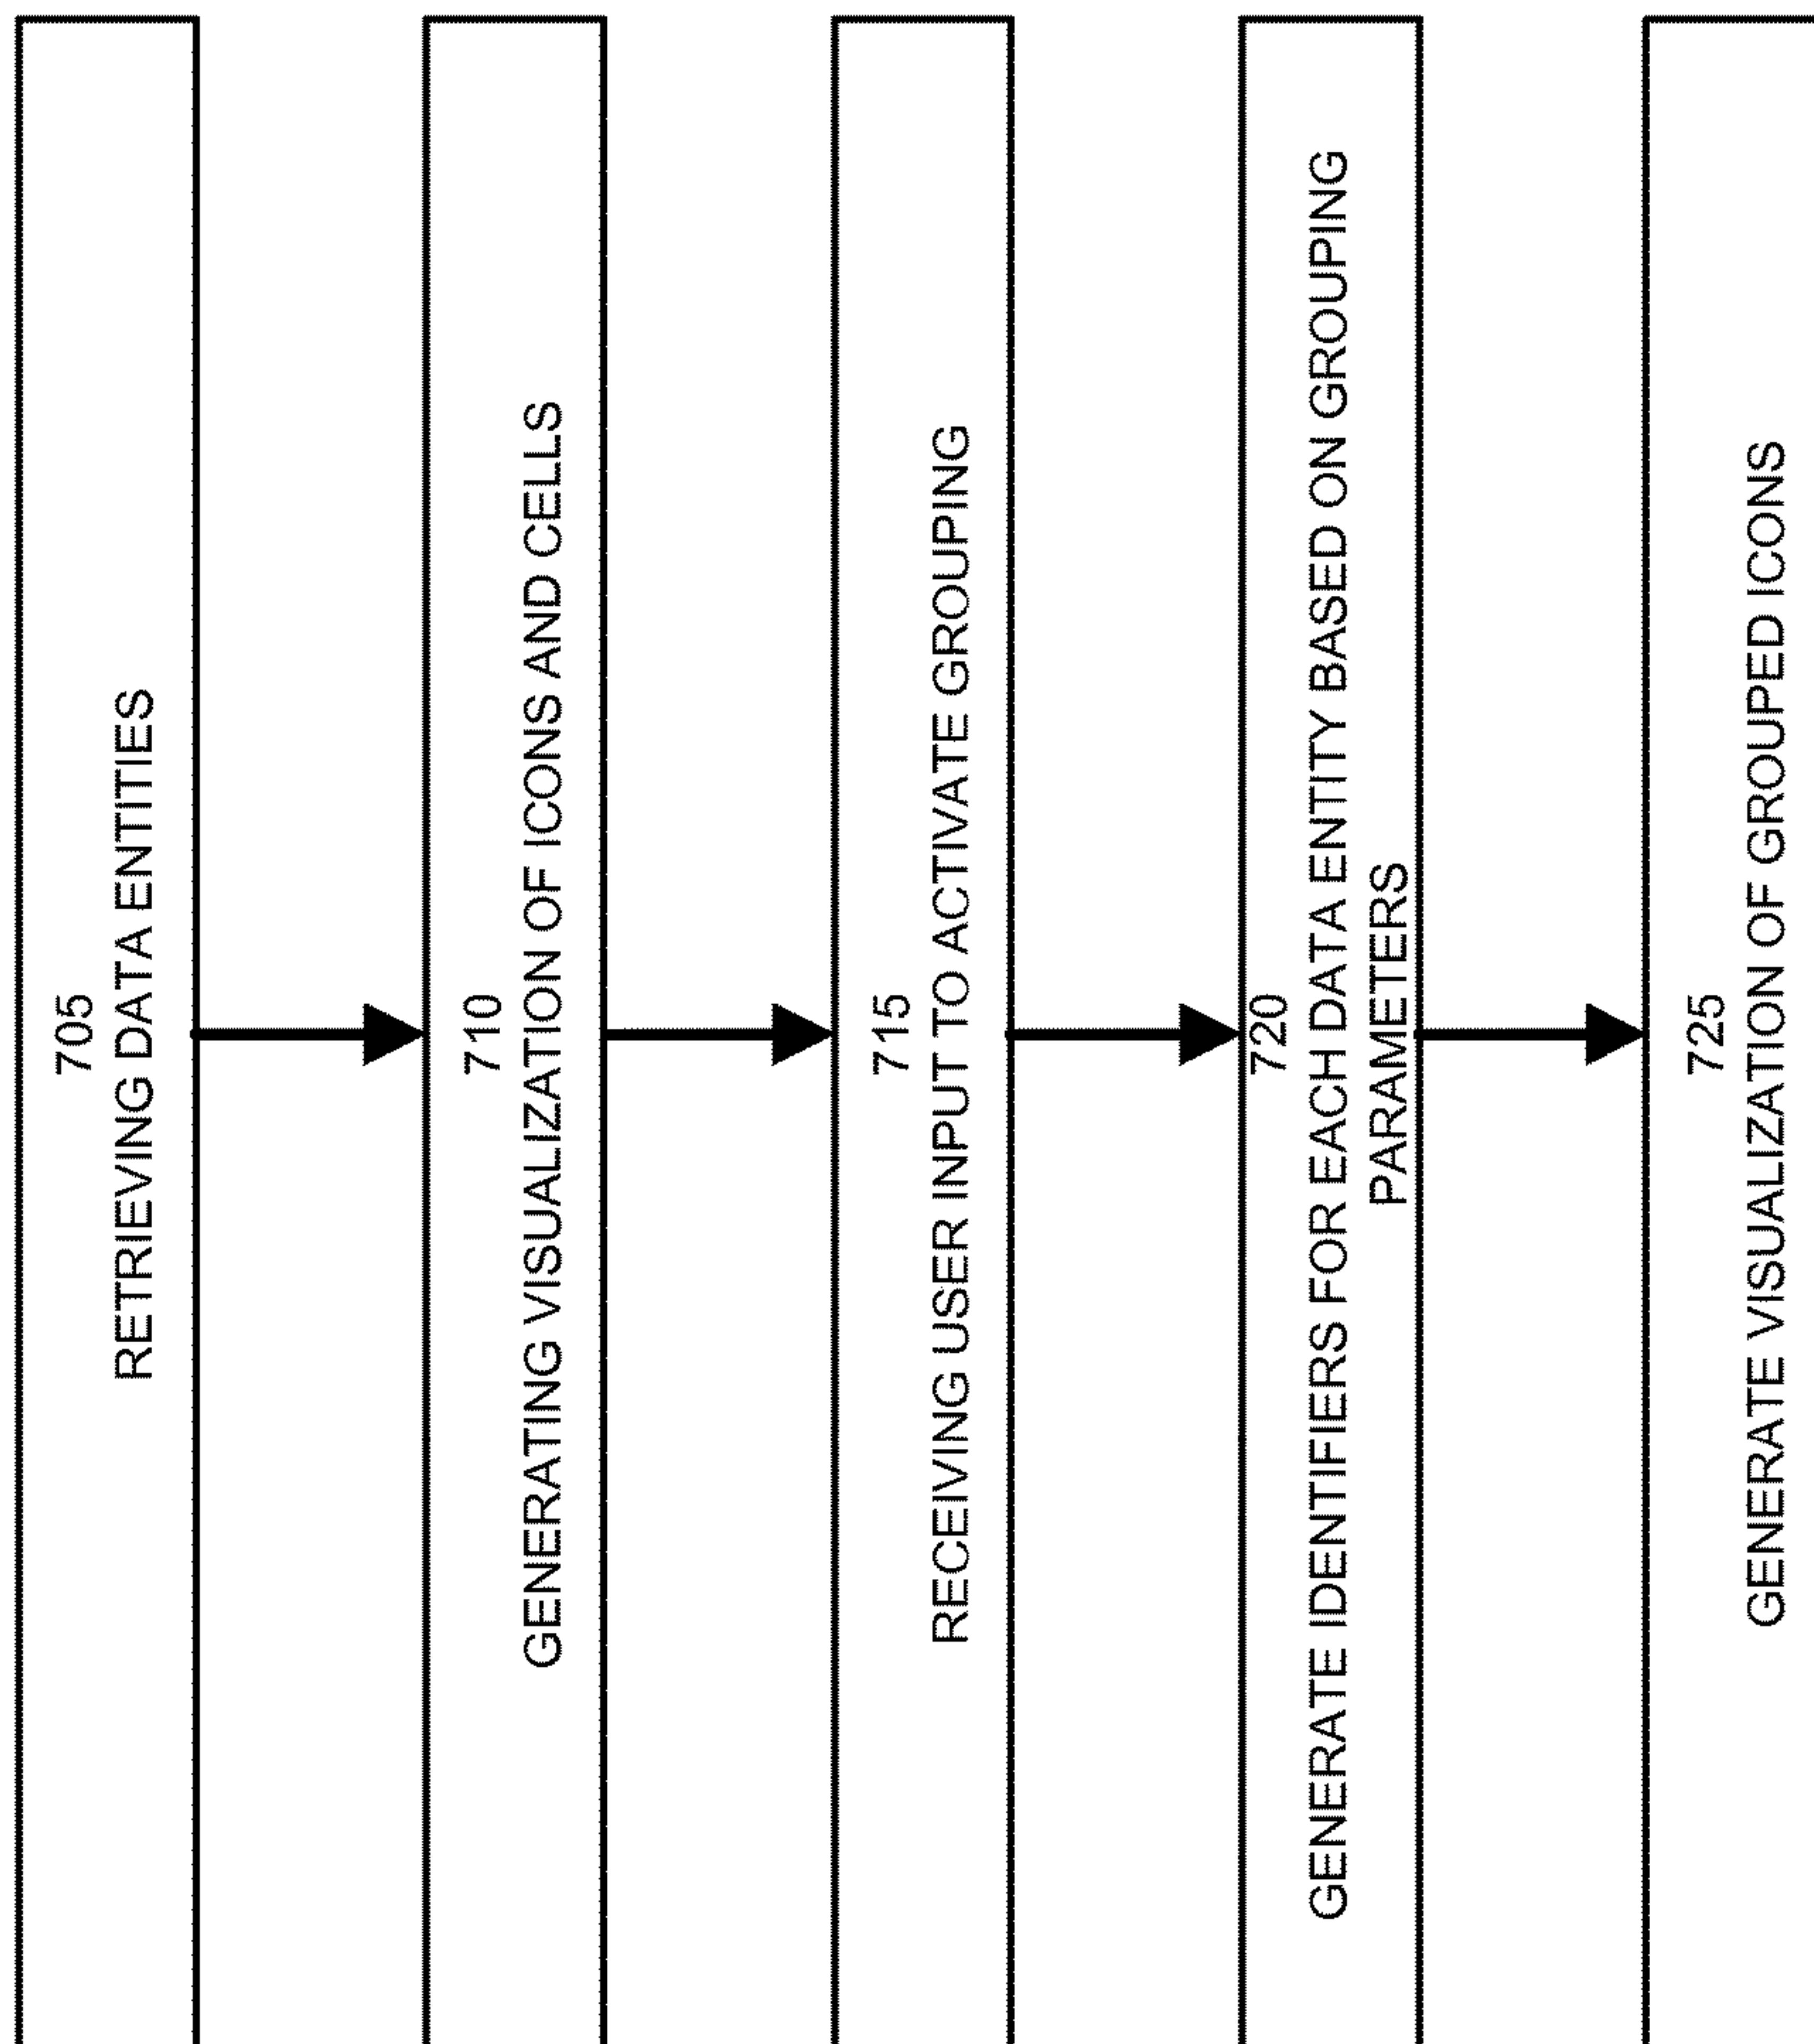 705
RETRIEVING DATA ENTITIES
710
GENERATING VISUALIZATION OF ICONS AND CELLS
715
RECEIVING USER INPUT TO ACTIVATE GROUPING
720
GENERATE IDENTIFIERS FOR EACH DATA ENTITY BASED ON GROUPING
PARAMETERS
725
GENERATE VISUALIZATION OF GROUPED ICONS